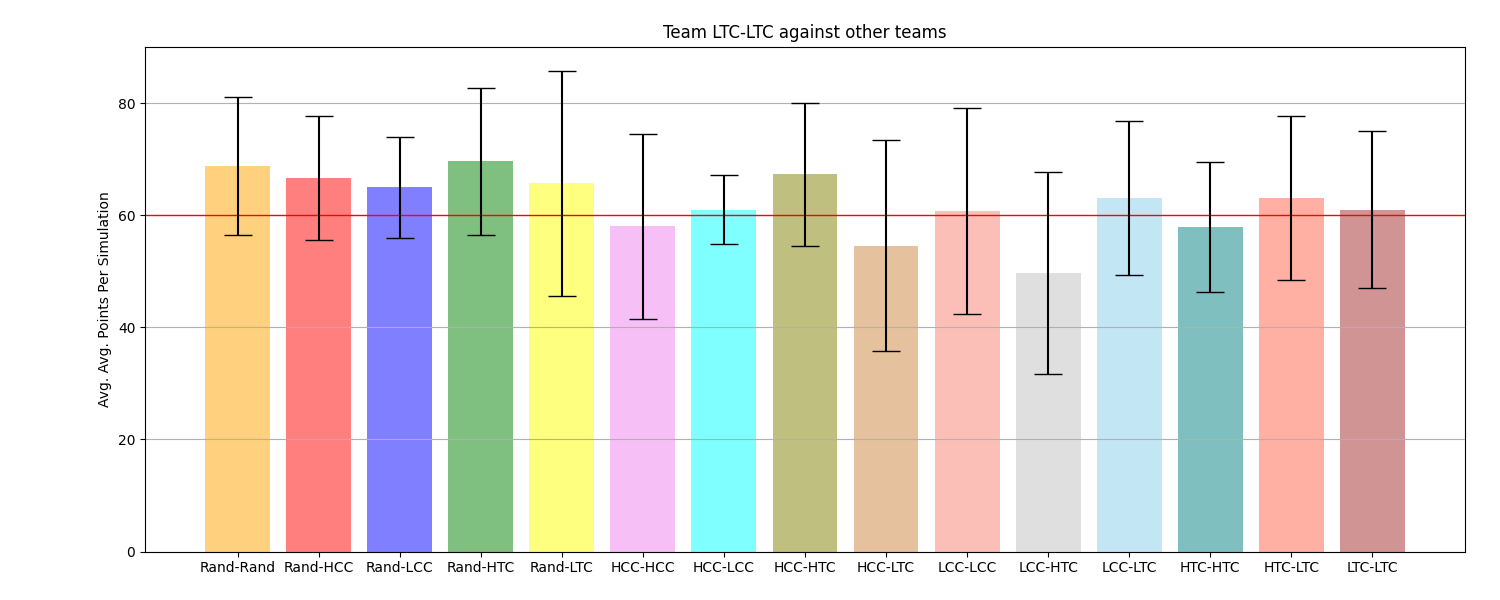 Team LTC-LTC against other teams
Avg. Avg. Points Per Simulation
80
60
40
20
0
Rand-Rand Rand-HCC Rand-LCC Rand-HTC Rand-LTC HCC-HCC HCC-LCC HCC-HTC HCC-LTC LCC-LCC LCC-HTC LCC-LTC HTC-HTC HTC-LTC LTC-LTC